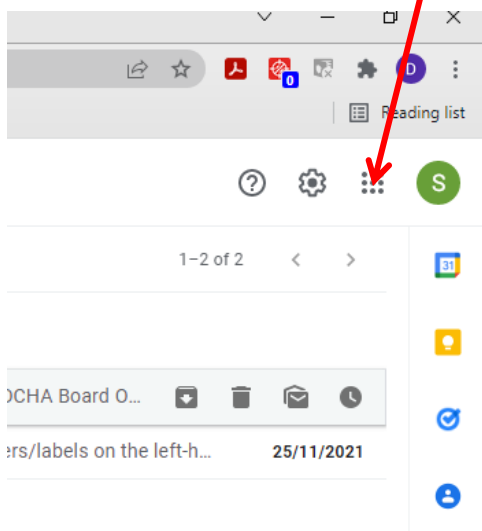 0
D
Reading list
S
1–2 of 2
31
OCHA Board O...
ers/labels on the left-h...
25/11/2021